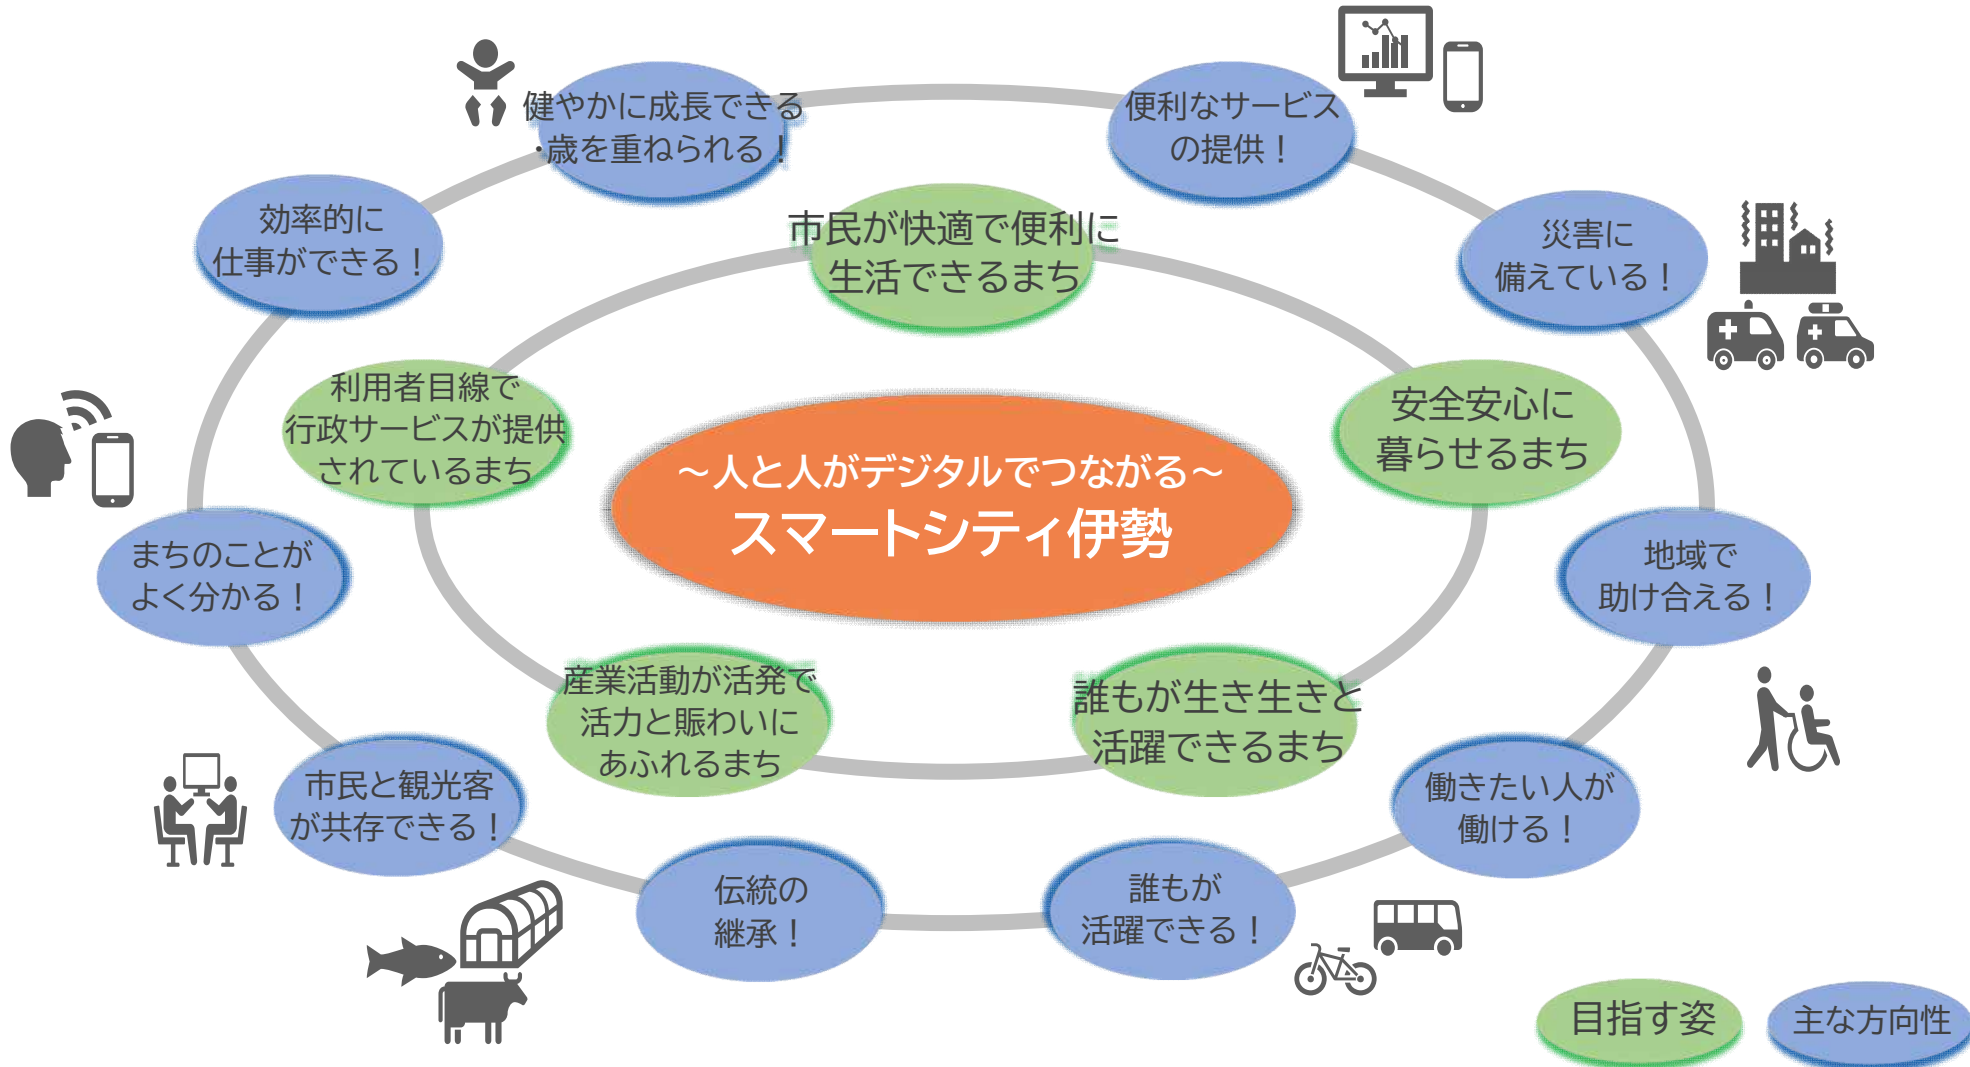 健やかに成長できる
・歳を重ねられる！
便利なサービス
の提供！
効率的に
仕事ができる！
市民が快適で便利に
生活できるまち
災害に
備えている！
利用者目線で
行政サービスが提供
されているまち
安全安心に
暮らせるまち
～人と人がデジタルでつながる～
スマートシティ伊勢
まちのことが
よく分かる！
地域で
助け合える！
産業活動が活発で
活力と賑わいに
あふれるまち
誰もが生き生きと
活躍できるまち
市民と観光客
が共存できる！
働きたい人が
働ける！
伝統の
継承！
誰もが
活躍できる！
目指す姿
主な方向性